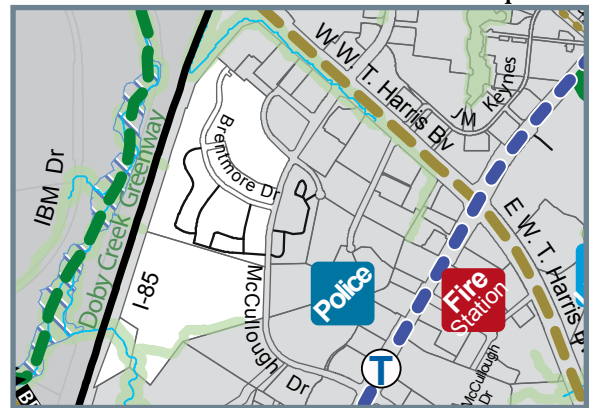 W W. T. Harris Bv
JM Keynes
Brentmore Dr
IBM Dr
Doby Creek Greenway
E W. T. Harris
I-85
McCullough Dr
Police
Fire
Station
T
McCullough
Dr